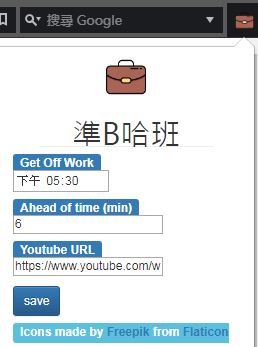 搜尋 Google
準B哈班
Get Off Work
下午 05:30
Ahead of time (min)
6
Youtube URL
https://www.youtube.com/w
save
Icons made by Freepik from Flaticon